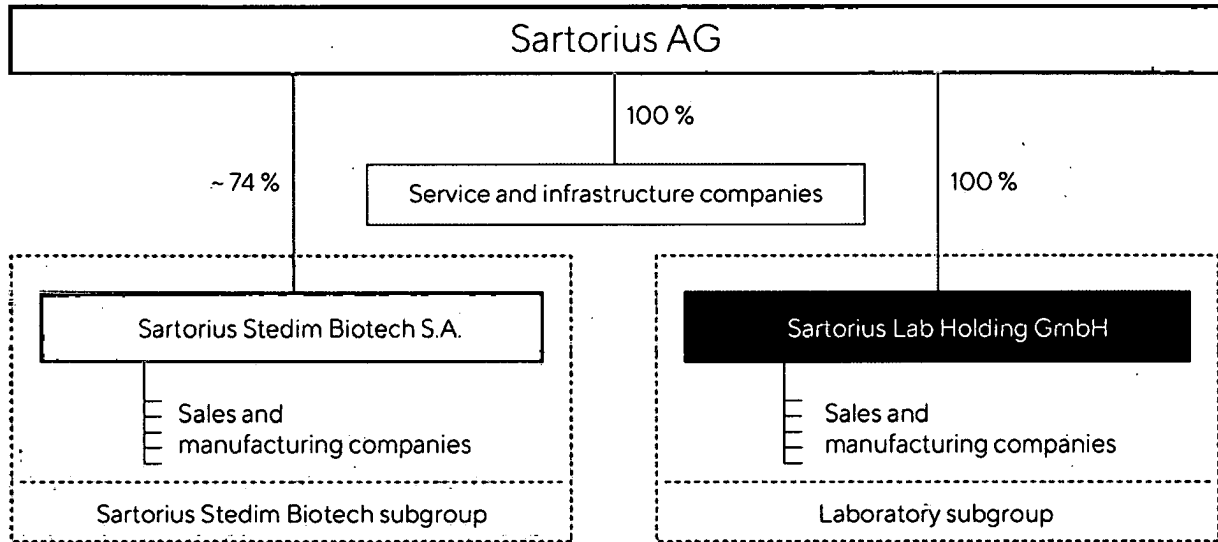 Sartorius AG
100 %
~ 74 %
Service and infrastructure companies
100 %
Sartorius Stedim Biotech S.A.
Sales and
manufacturing companies
Sartorius Stedim Biotech subgroup
Sartorius Lab Holding GmbH
Sales and
manufacturing companies
Laboratory subgroup